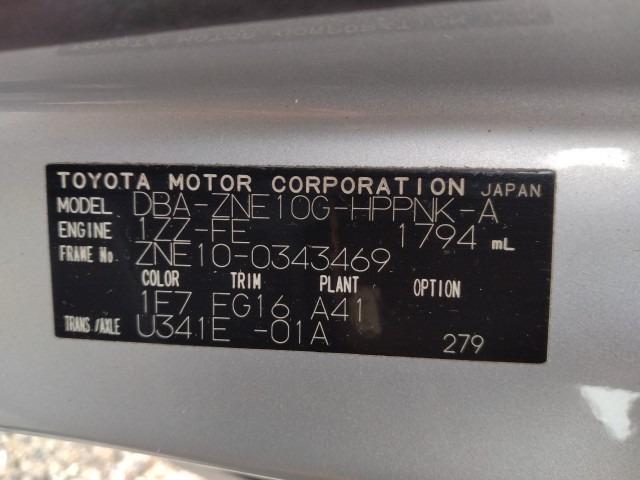 TOYOTA MOTOR CORPORATION JAPAN
MODEL DBA-ZNE10G-HPPNK-A
ENGINE 1ZZ-FE 1794 mL
FRAME No. ZNE10-0343469
COLOR TRIM PLANT OPTION
1F7 FG16 A41
TRANS./AXLE U341E -01A 279